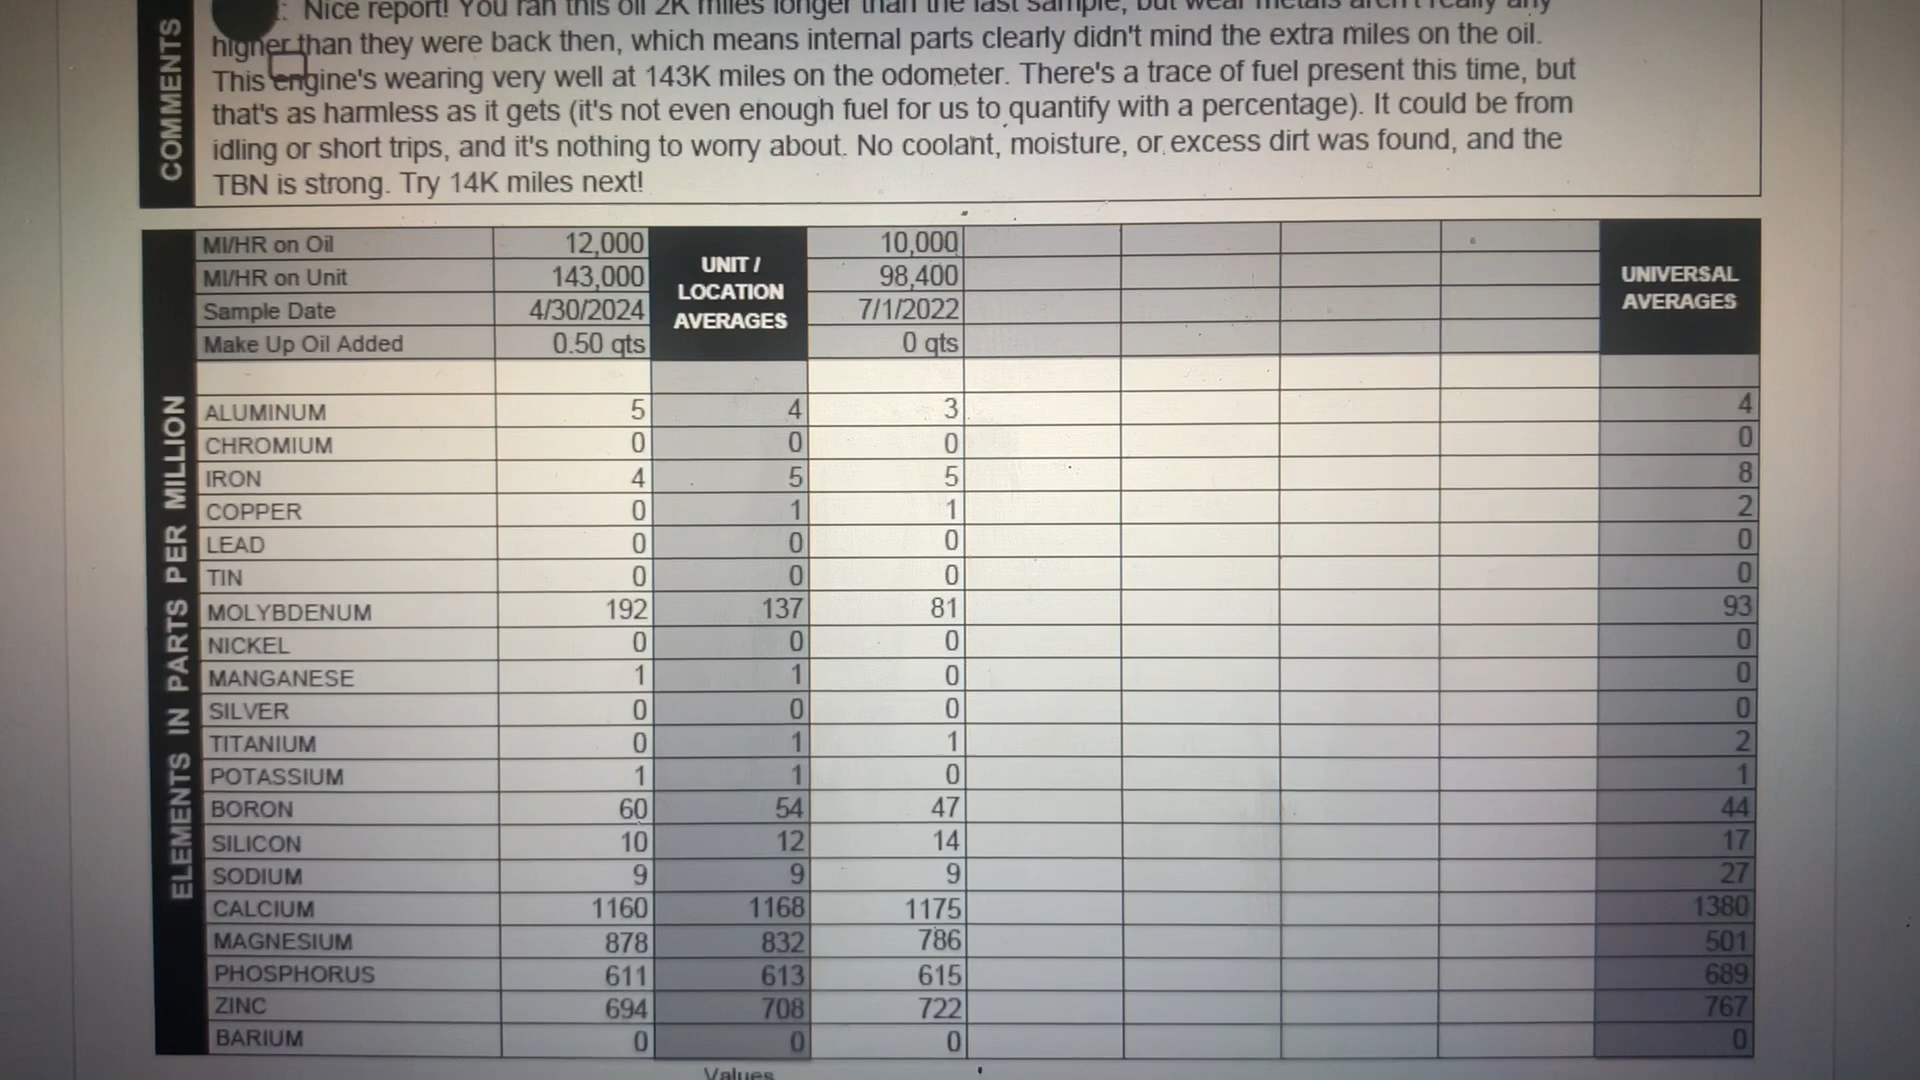 : Nice report! You ran this oil 2K miles longer than the last sample, but wear metals aren't really any
higher than they were back then, which means internal parts clearly didn't mind the extra miles on the oil.
This engine's wearing very well at 143K miles on the odometer. There's a trace of fuel present this time, but
that's as harmless as it gets (it's not even enough fuel for us to quantify with a percentage). It could be from
idling or short trips, and it's nothing to worry about. No coolant, moisture, or excess dirt was found, and the
TBN is strong. Try 14K miles next!
COMMENTS
MI/HR on Oil 12,000 10,000
MI/HR on Unit 143,000 98,400
Sample Date 4/30/2024 7/1/2022
Make Up Oil Added 0.50 qts 0 qts
UNIT /
LOCATION
AVERAGES
UNIVERSAL
AVERAGES
ELEMENTS IN PARTS PER MILLION
ALUMINUM 5 4 3 4
CHROMIUM 0 0 0 0
IRON 4 5 5 8
COPPER 0 1 1 2
LEAD 0 0 0 0
TIN 0 0 0 0
MOLYBDENUM 192 137 81 93
NICKEL 0 0 0 0
MANGANESE 1 1 0 0
SILVER 0 0 0 0
TITANIUM 0 1 1 2
POTASSIUM 1 1 0 1
BORON 60 54 47 44
SILICON 10 12 14 17
SODIUM 9 9 9 27
CALCIUM 1160 1168 1175 1380
MAGNESIUM 878 832 786 501
PHOSPHORUS 611 613 615 689
ZINC 694 708 722 767
BARIUM 0 0 0 0
Values